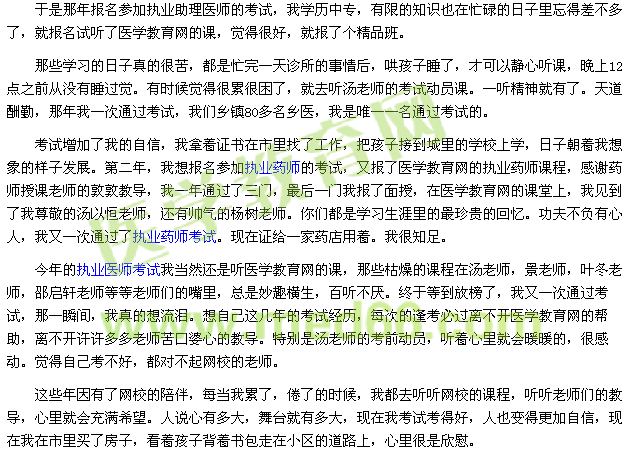 于是那年报名参加执业助理医师的考试，我学历中专，有限的知识也在忙碌的日子里忘得差不多
了，就报名试听了医学教育网的课，觉得很好，就报了个精品班。
那些学习的日子真的很苦，都是忙完一天诊所的事情后，哄孩子睡了，才可以静心听课，晚上12
点之前从没有睡过觉。有时候觉得很累很困了，就去听汤老师的考试动员课。一听精神就有了。天道
酬勤，那年我一次通过考试，我们乡镇80多名乡医，我是唯一一名通过考试的。
考试增加了我的自信，我拿着证书在市里找了工作，把孩子接到城里的学校上学，日子朝着我想
象的样子发展。第二年，我想报名参加执业药师的考试，又报了医学教育网的执业药师课程，感谢药
师授课老师的敦敦教导，我一年通过了三门，最后一门我报了面授，在医学教育网的课堂上，我见到
了我尊敬的汤以恒老师，还有帅气的杨树老师。你们都是学习生涯里的最珍贵的回忆。功夫不负有心
人，我又一次通过了执业药师考试。现在证给一家药店用着。我很知足。
今年的执业医师考试我当然还是听医学教育网的课，那些枯燥的课程在汤老师，景老师，叶冬老
师，邵启轩老师等等老师们的嘴里，总是妙趣横生，百听不厌。终于等到放榜了，我又一次通过考
试，那一瞬间，我真的想流泪。想自己这几年的考试经历，每次的逢考必过离不开医学教育网的帮
助，离不开许许多多老师苦口婆心的教导。特别是汤老师的考前动员，听着心里就会暖暖的，很感
动。觉得自己考不好，都对不起网校的老师。
这些年因有了网校的陪伴，每当我累了，倦了的时候，我都去听听网校的课程，听听老师们的教
导，心里就会充满希望。人说心有多大，舞台就有多大，现在我考试考得好，人也变得更加自信，现
在我在市里买了房子，看着孩子背着书包走在小区的道路上，心里很是欣慰。
医学教育网
www.med66.com